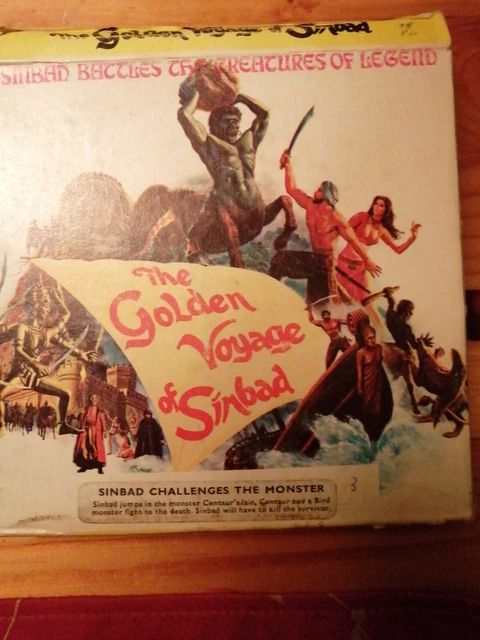 The Golden Voyage of Sinbad
SINBAD BATTLES THE CREATURES OF LEGEND
The
Golden
Voyage
of Sinbad
SINBAD CHALLENGES THE MONSTER
Sinbad jumps in the monster Centaur's lair, Centaur and a Bird
monster fight to the death. Sinbad will have to kill the survivor.
3